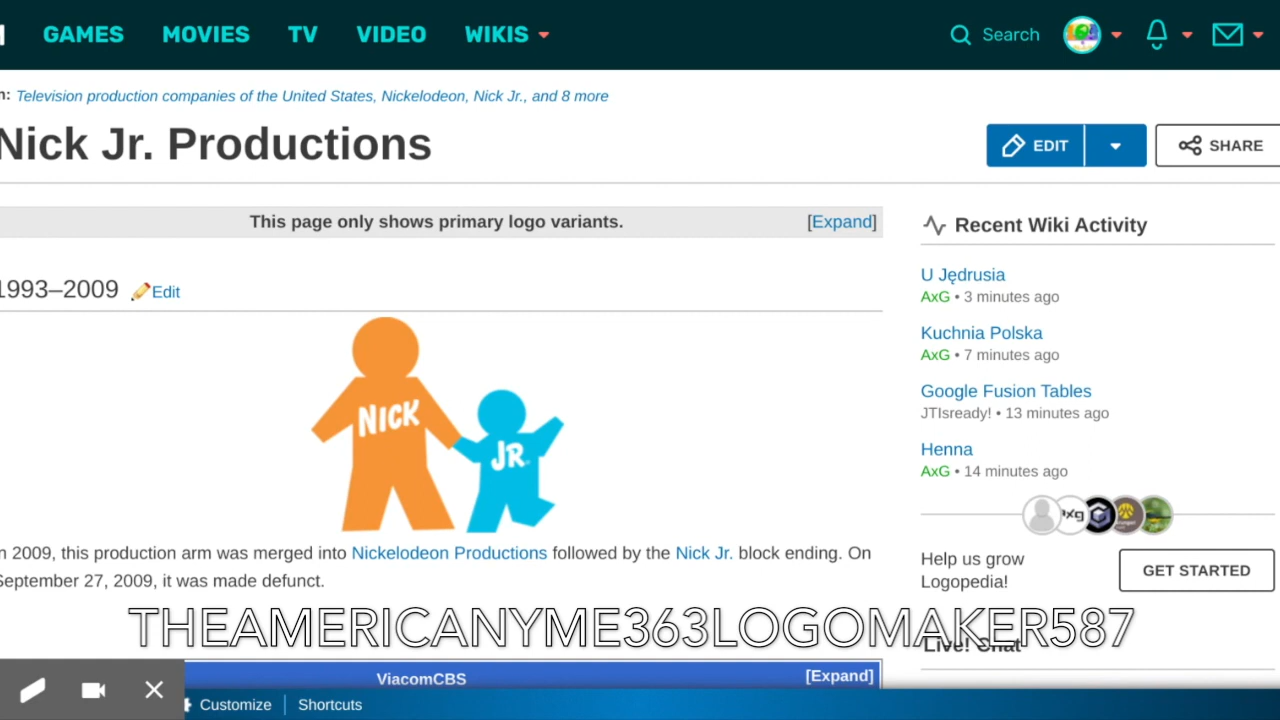 GAMES MOVIES TV VIDEO WIKIS Search
: Television production companies of the United States, Nickelodeon, Nick Jr., and 8 more
Nick Jr. Productions
EDIT SHARE
This page only shows primary logo variants. [Expand]
Recent Wiki Activity
U Jędrusia
AxG • 3 minutes ago
1993–2009 Edit
Kuchnia Polska
AxG • 7 minutes ago
Google Fusion Tables
JTIsready! • 13 minutes ago
NICK
JR.
Henna
AxG • 14 minutes ago
2009, this production arm was merged into Nickelodeon Productions followed by the Nick Jr. block ending. On
September 27, 2009, it was made defunct.
Help us grow
Logopedia!
GET STARTED
THEAMERICANYME363LOGOMAKER587
Live! Chat
ViacomCBS [Expand]
Customize Shortcuts